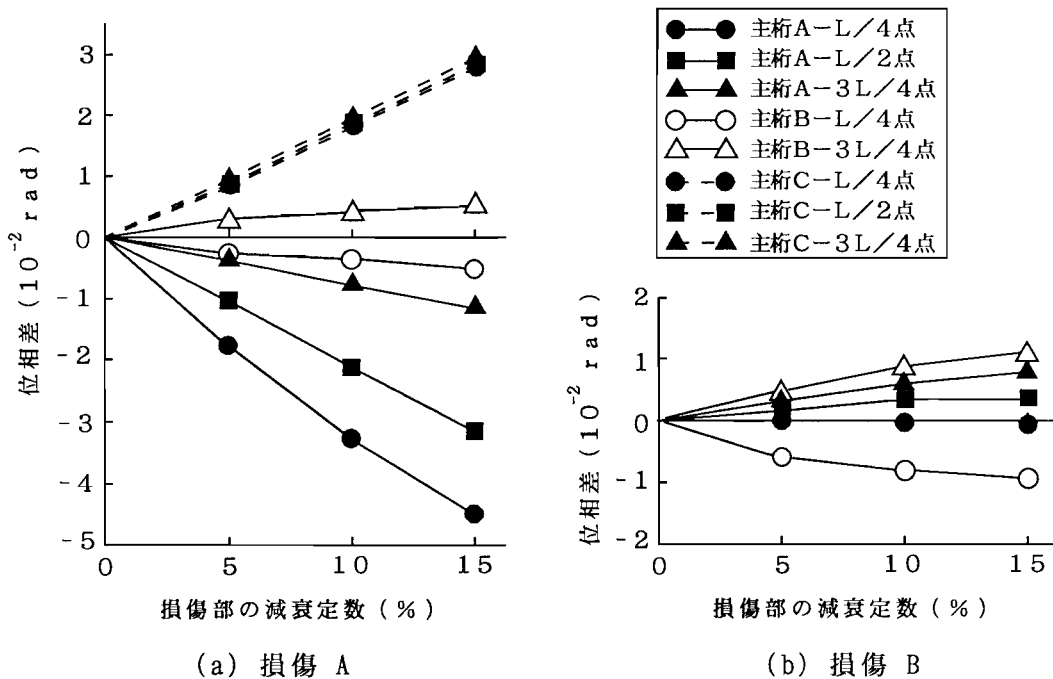 3
2
1
0
-1
-2
-3
-4
-5
位相差 (10⁻² rad)
0 5 10 15
損傷部の減衰定数 (%)
(a) 損傷 A
主桁A-L/4点
主桁A-L/2点
主桁A-3L/4点
主桁B-L/4点
主桁B-3L/4点
主桁C-L/4点
主桁C-L/2点
主桁C-3L/4点
2
1
0
-1
-2
位相差 (10⁻² rad)
0 5 10 15
損傷部の減衰定数 (%)
(b) 損傷 B